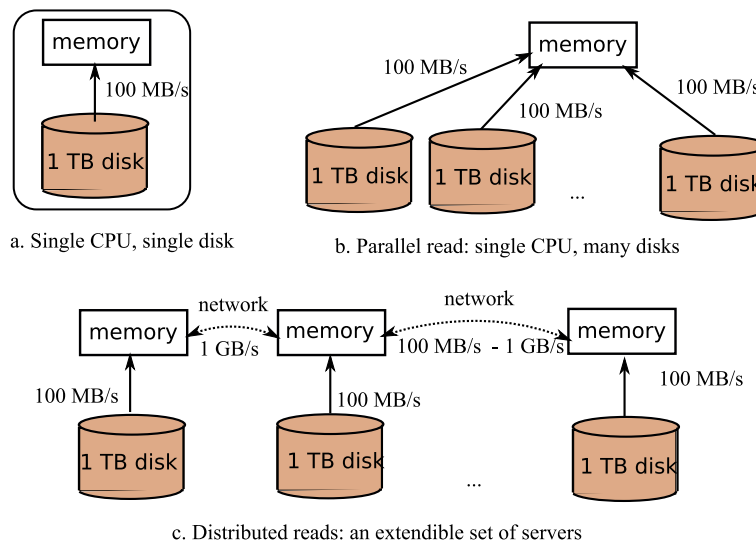 memory
100 MB/s
1 TB disk
a. Single CPU, single disk
memory
100 MB/s
100 MB/s
100 MB/s
1 TB disk
1 TB disk
1 TB disk
...
b. Parallel read: single CPU, many disks
network
network
memory
memory
memory
1 GB/s
100 MB/s - 1 GB/s
100 MB/s
100 MB/s
100 MB/s
1 TB disk
1 TB disk
1 TB disk
...
c. Distributed reads: an extendible set of servers